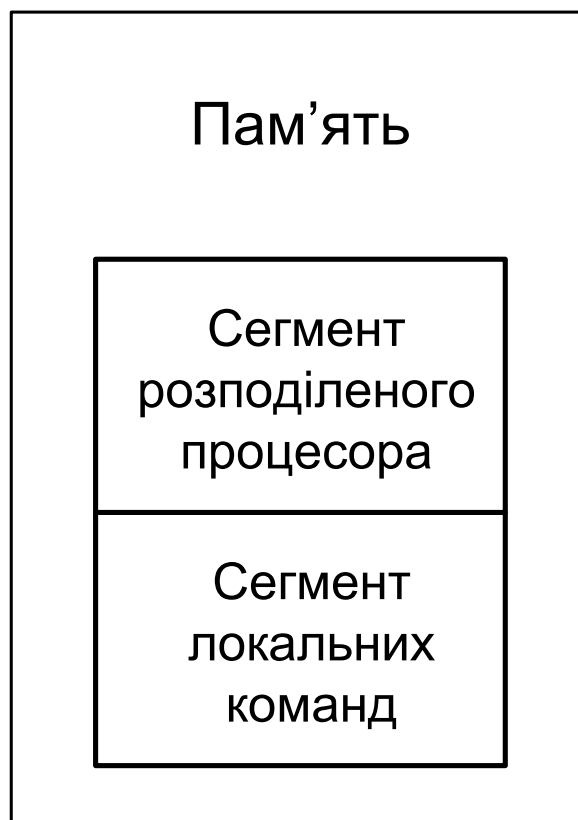 Пам’ять
Сегмент
розподіленого
процесора
Сегмент
локальних
команд